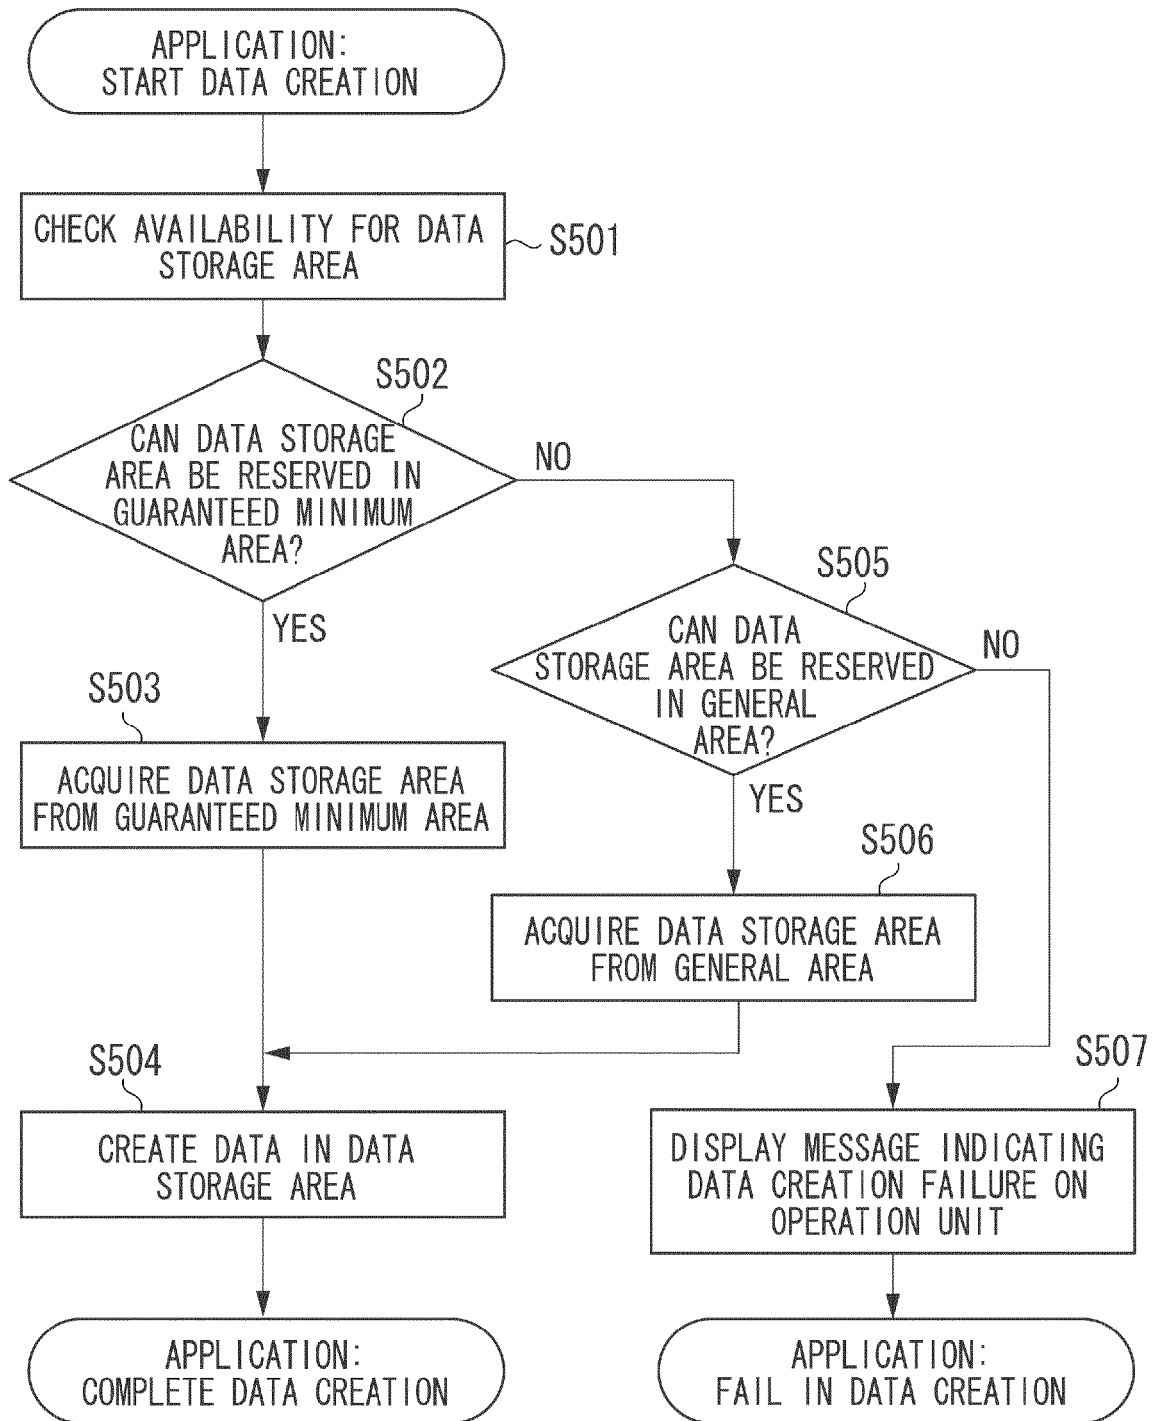 APPLICATION:
START DATA CREATION
CHECK AVAILABILITY FOR DATA
STORAGE AREA
S501
S502
CAN DATA STORAGE
AREA BE RESERVED IN
GUARANTEED MINIMUM
AREA?
NO
YES
S505
CAN DATA
STORAGE AREA BE RESERVED
IN GENERAL
AREA?
NO
YES
S503
ACQUIRE DATA STORAGE AREA
FROM GUARANTEED MINIMUM AREA
S506
ACQUIRE DATA STORAGE AREA
FROM GENERAL AREA
S504
CREATE DATA IN DATA
STORAGE AREA
S507
DISPLAY MESSAGE INDICATING
DATA CREATION FAILURE ON
OPERATION UNIT
APPLICATION:
COMPLETE DATA CREATION
APPLICATION:
FAIL IN DATA CREATION